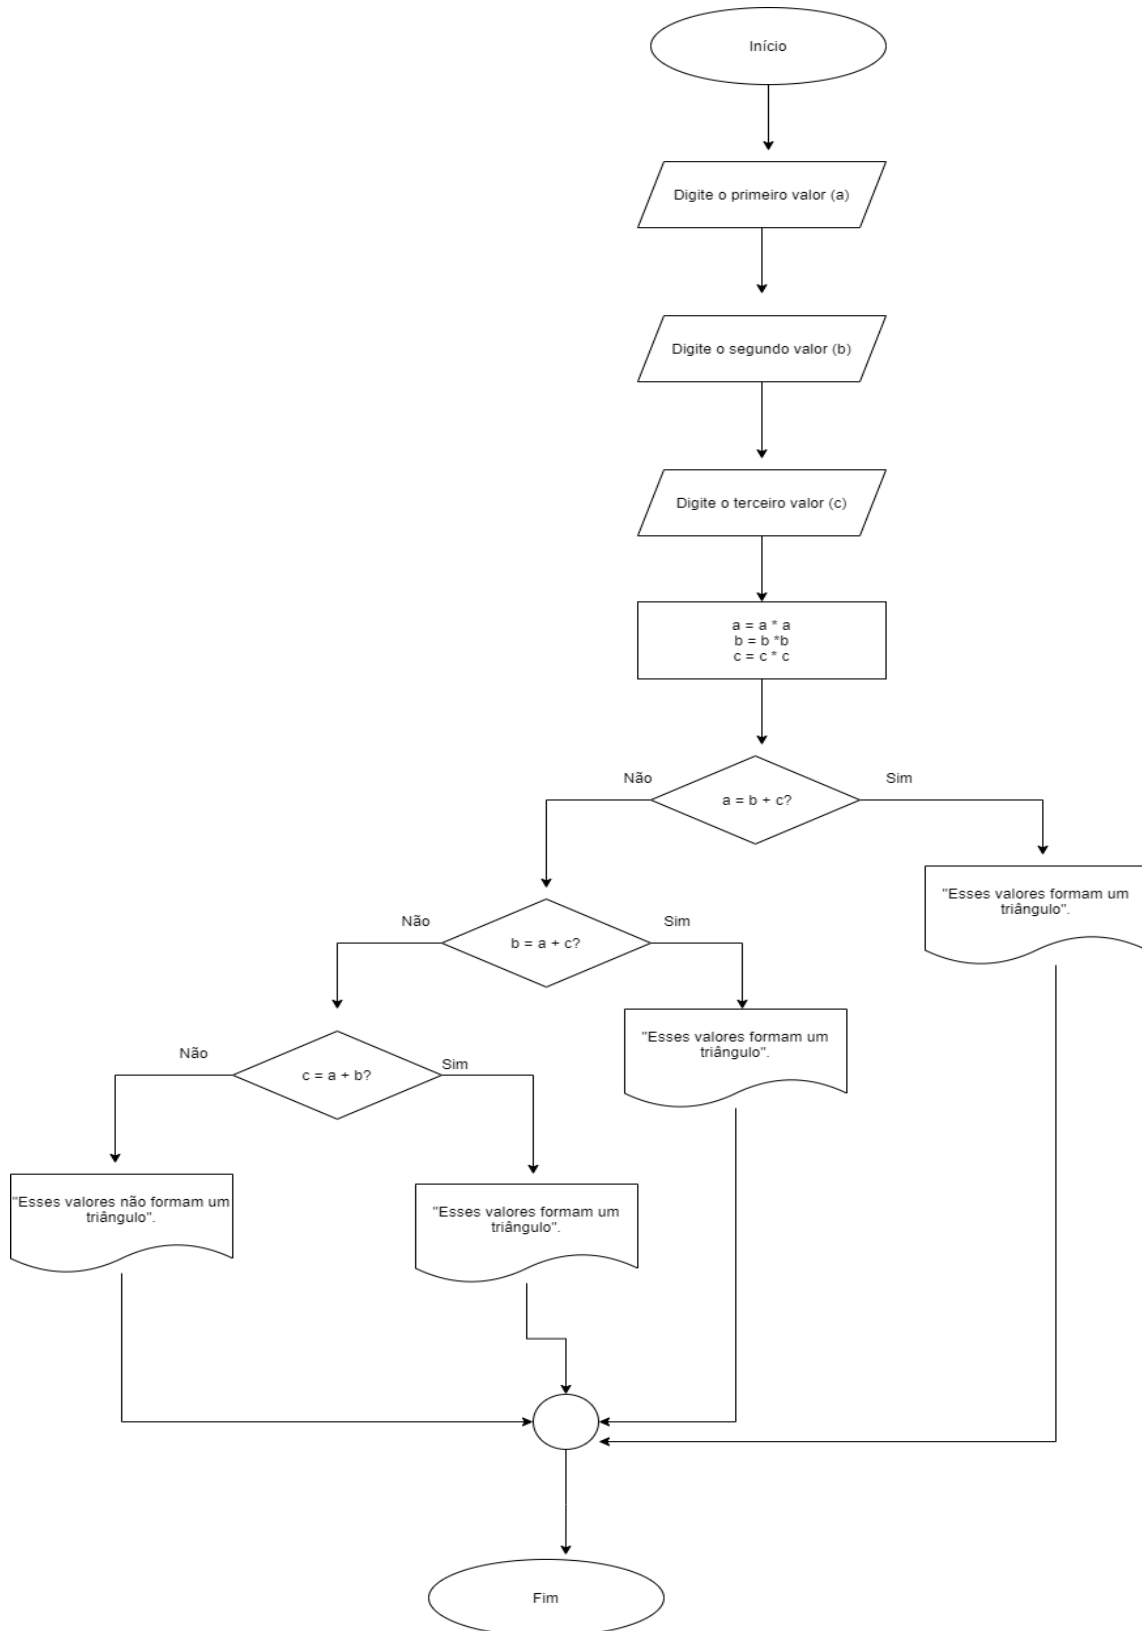 Início
Digite o primeiro valor (a)
Digite o segundo valor (b)
Digite o terceiro valor (c)
a = a * a
b = b *b
c = c * c
Não
Sim
a = b + c?
"Esses valores formam um
triângulo".
Não
Sim
b = a + c?
"Esses valores formam um
triângulo".
Não
Sim
c = a + b?
"Esses valores não formam um
triângulo".
"Esses valores formam um
triângulo".
Fim